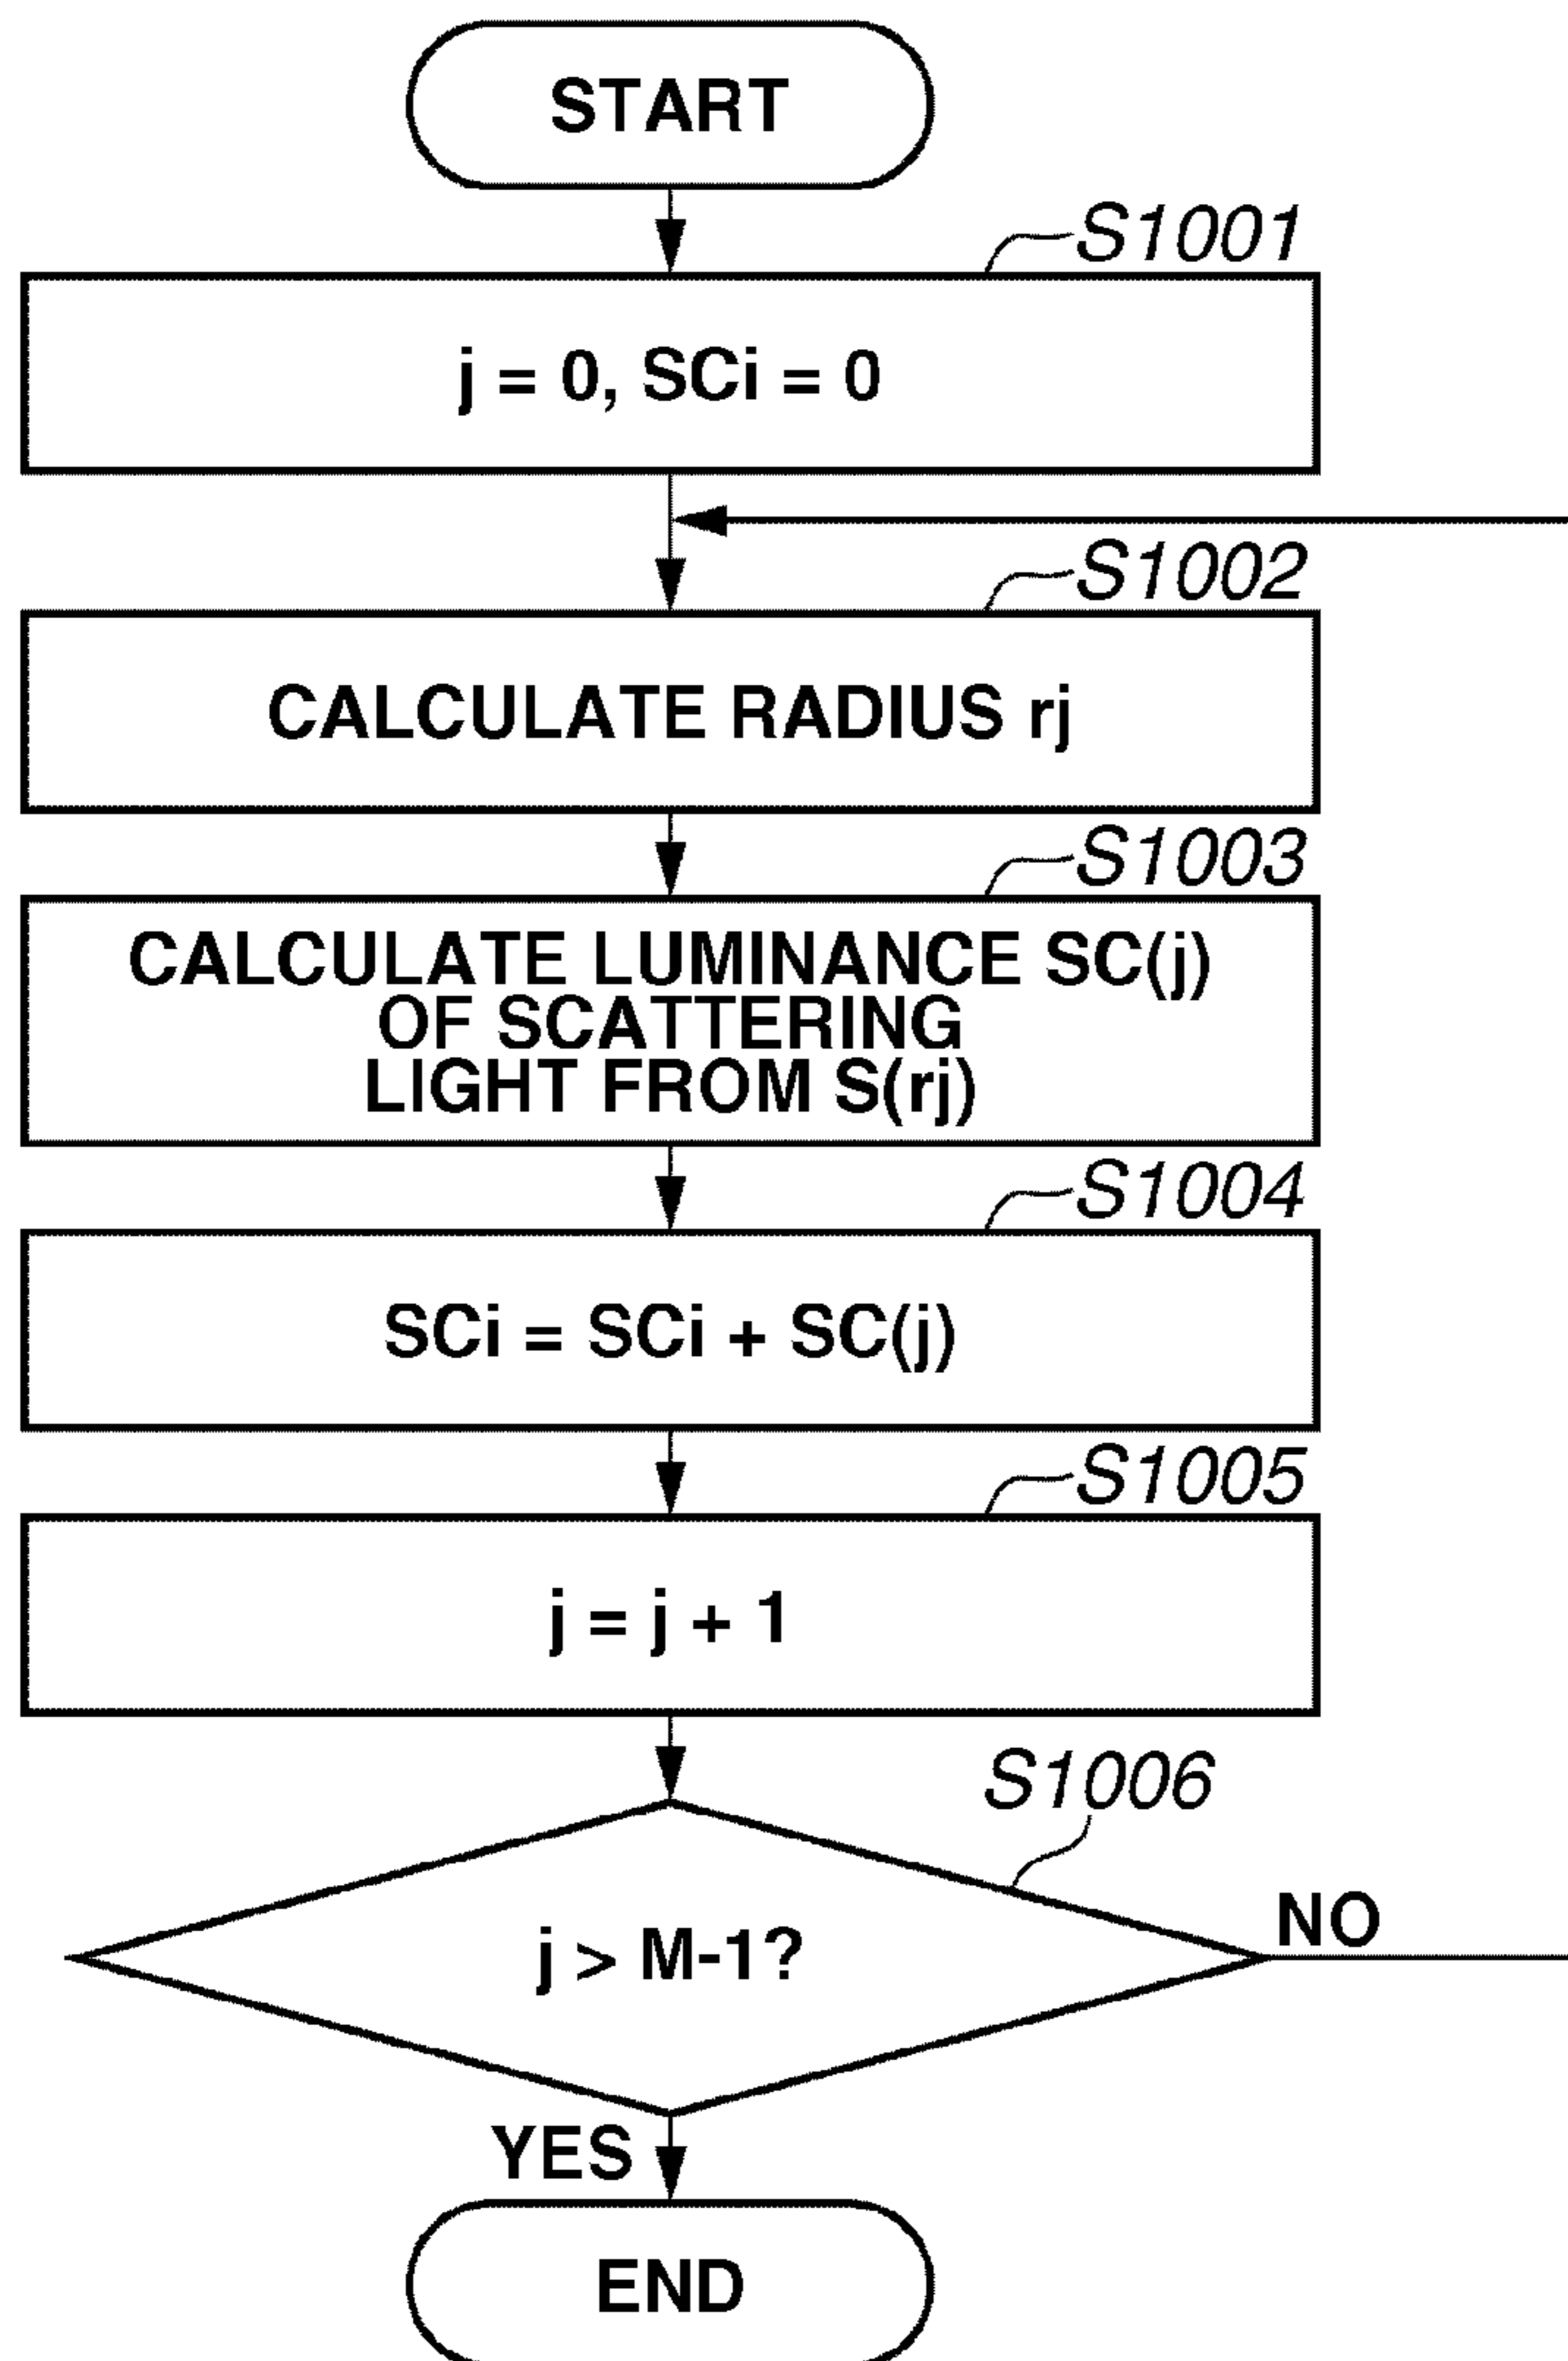 START
S1001
j = 0, SCi = 0
S1002
CALCULATE RADIUS rj
S1003
CALCULATE LUMINANCE SC(j)
OF SCATTERING
LIGHT FROM S(rj)
S1004
SCi = SCi + SC(j)
S1005
j = j + 1
S1006
j > M-1?
NO
YES
END